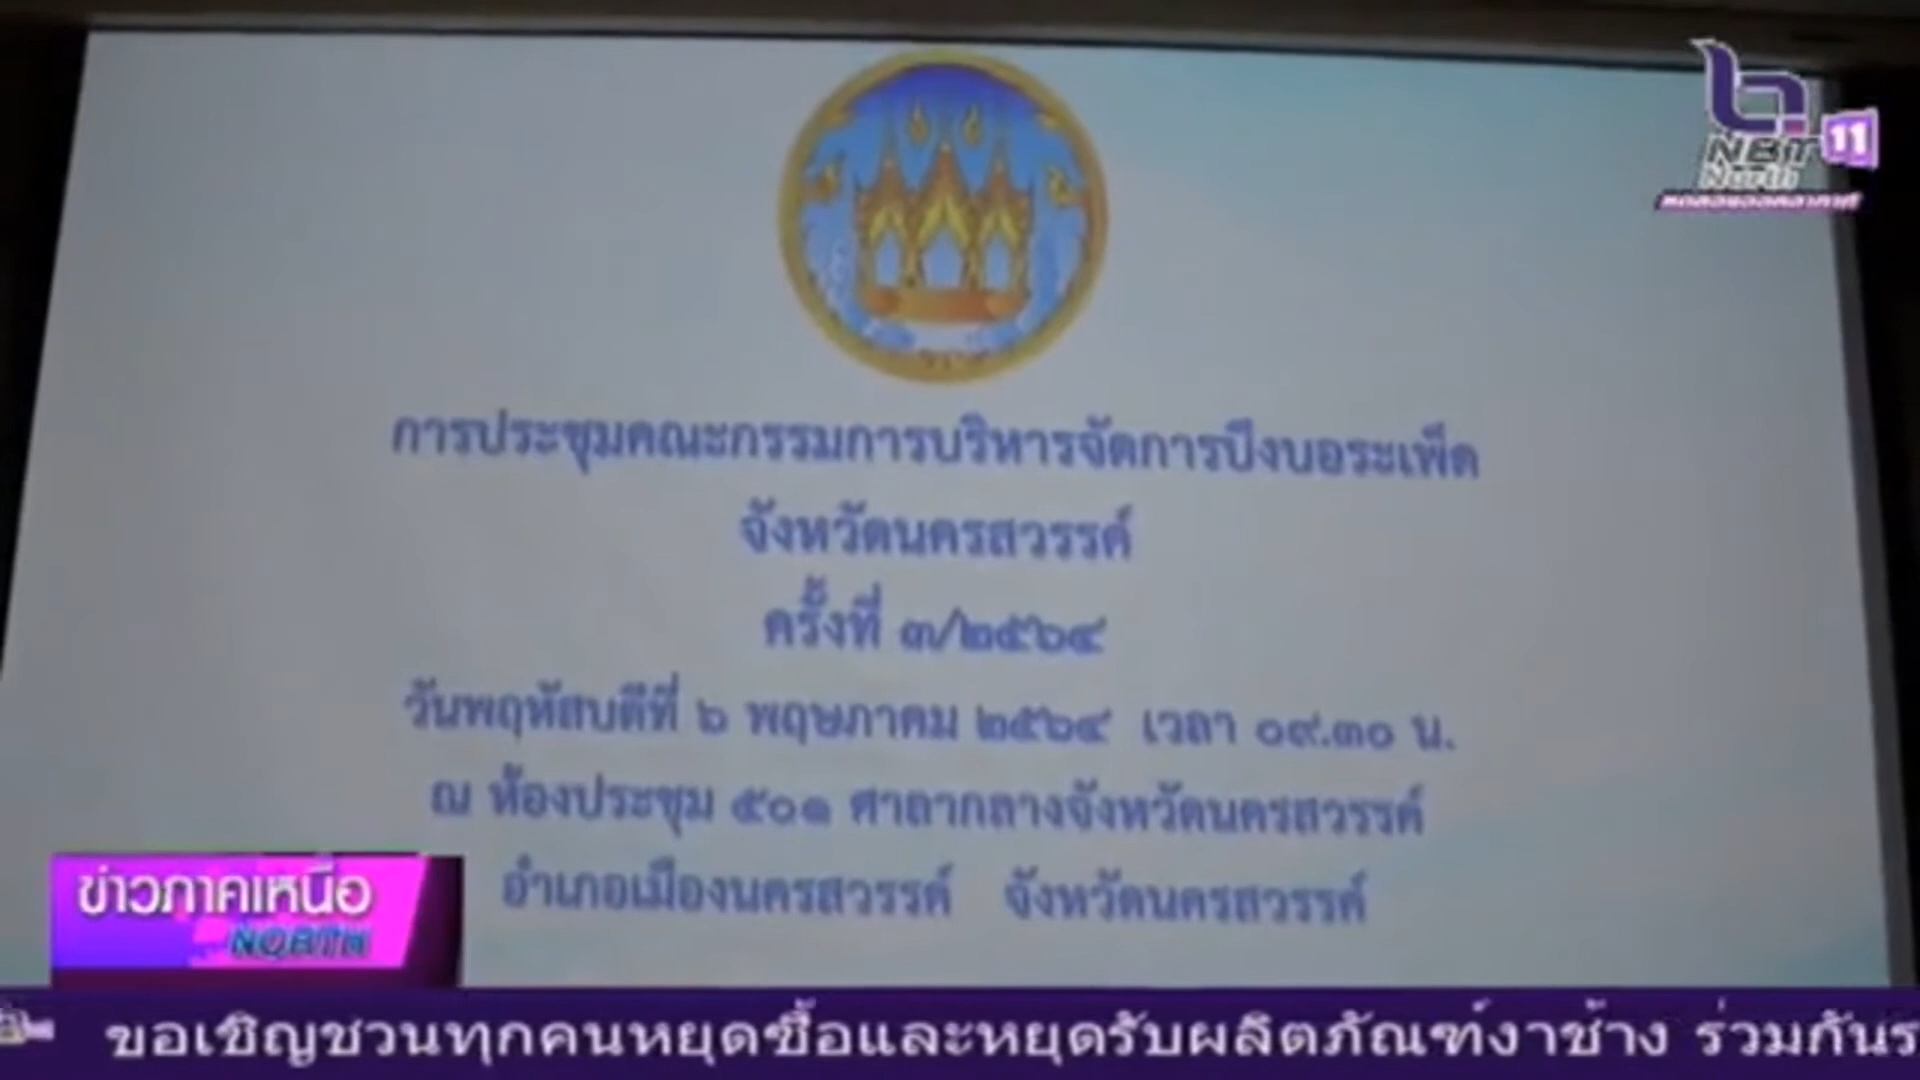 NBT
North
11
การประชุมคณะกรรมการบริหารจัดการบึงบอระเพ็ด
จังหวัดนครสวรรค์
ครั้งที่ ๓/๒๕๖๔
วันพฤหัสบดีที่ ๖ พฤษภาคม ๒๕๖๔ เวลา ๐๙.๓๐ น.
ณ ห้องประชุม ๕๐๑ ศาลากลางจังหวัดนครสวรรค์
อำเภอเมืองนครสวรรค์ จังหวัดนครสวรรค์
ข่าวภาคเหนือ
NORTH
ขอเชิญชวนทุกคนหยุดซื้อและหยุดรับผลิตภัณฑ์งาช้าง ร่วมกันร